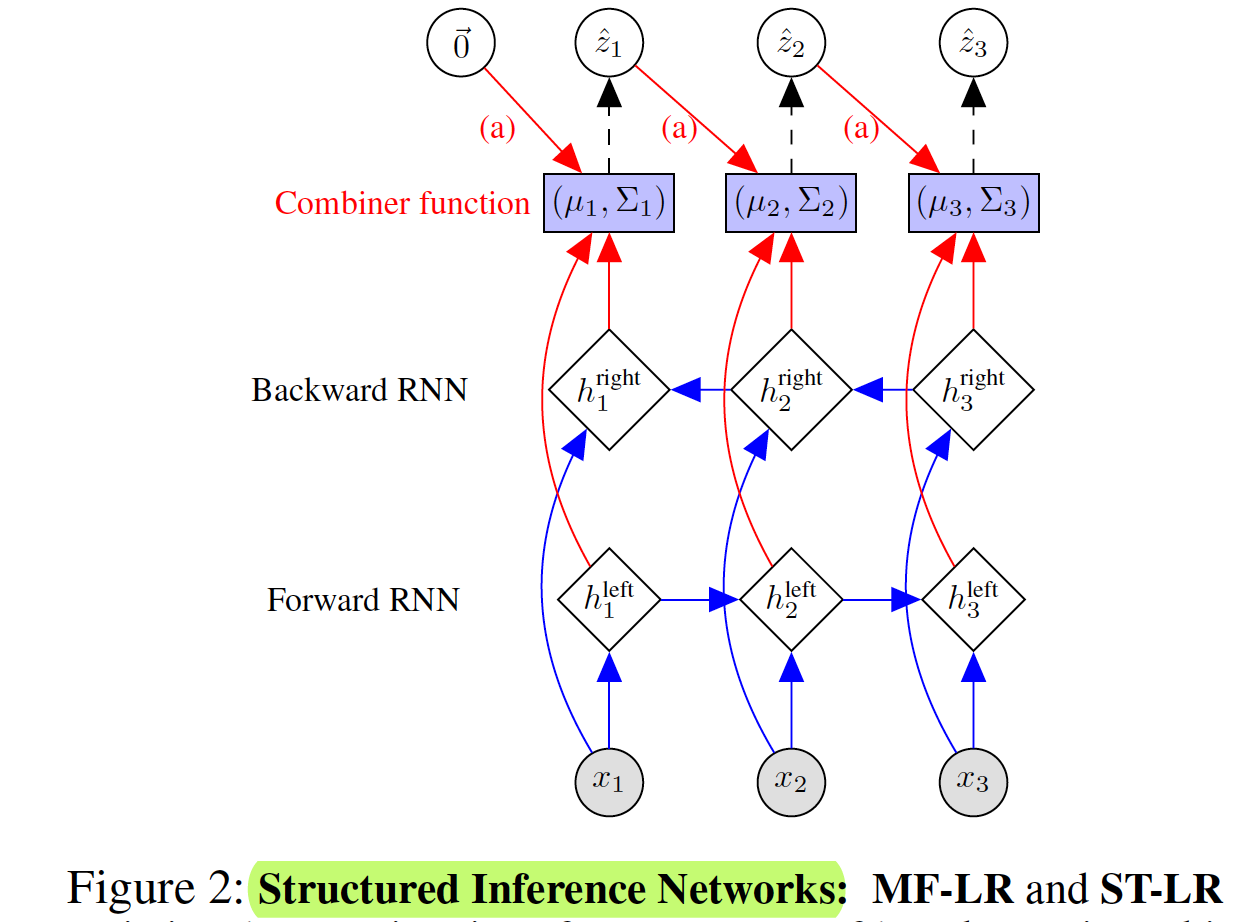 $\vec{0}$ $\hat{z}_1$ $\hat{z}_2$ $\hat{z}_3$
(a) (a) (a)
Combiner function $(\mu_1, \Sigma_1)$ $(\mu_2, \Sigma_2)$ $(\mu_3, \Sigma_3)$
Backward RNN $h_1^{\text{right}}$ $h_2^{\text{right}}$ $h_3^{\text{right}}$
Forward RNN $h_1^{\text{left}}$ $h_2^{\text{left}}$ $h_3^{\text{left}}$
$x_1$ $x_2$ $x_3$
Figure 2: Structured Inference Networks: MF-LR and ST-LR